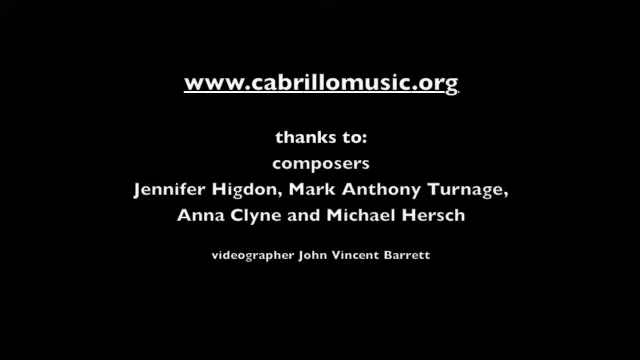 www.cabrillomusic.org
thanks to:
composers
Jennifer Higdon, Mark Anthony Turnage,
Anna Clyne and Michael Hersch
videographer John Vincent Barrett